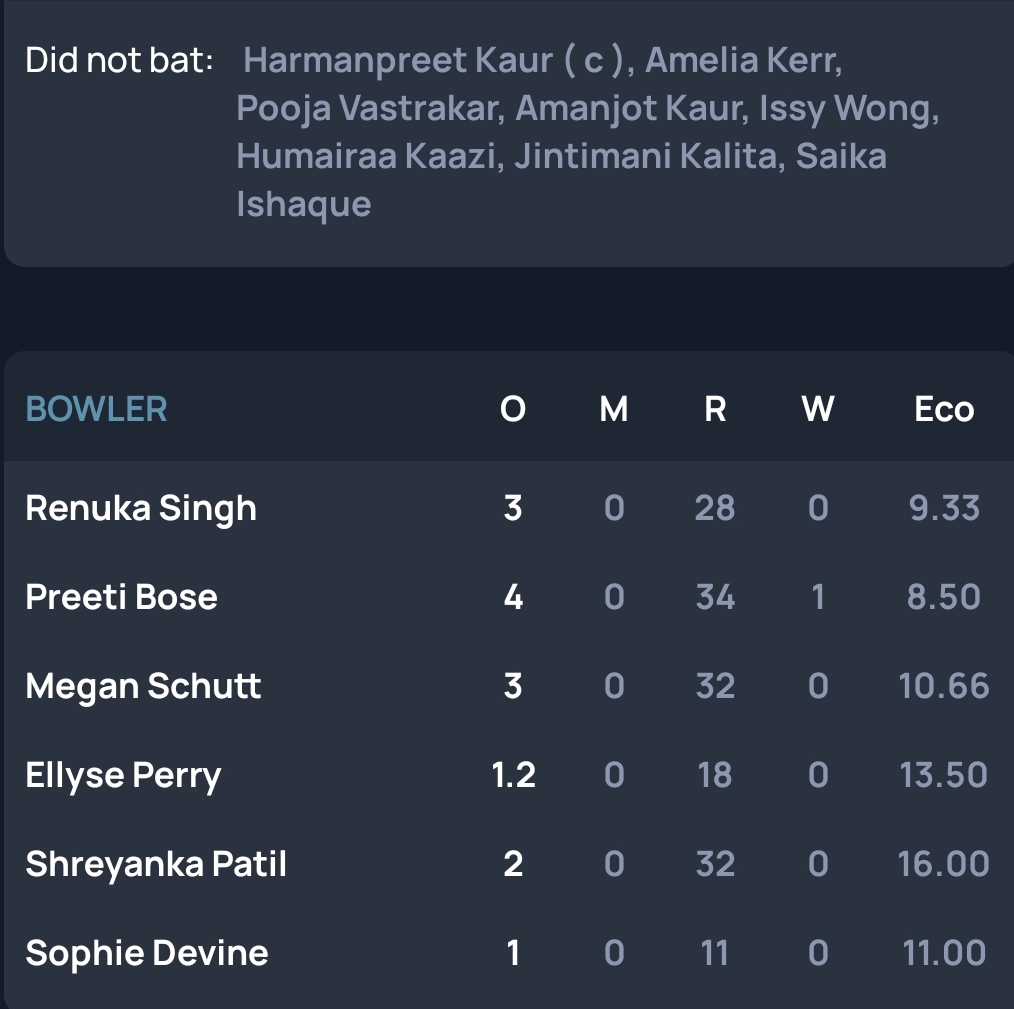 Did not bat: Harmanpreet Kaur ( c ), Amelia Kerr,
Pooja Vastrakar, Amanjot Kaur, Issy Wong,
Humairaa Kaazi, Jintimani Kalita, Saika
Ishaque
BOWLER O M R W Eco
Renuka Singh 3 0 28 0 9.33
Preeti Bose 4 0 34 1 8.50
Megan Schutt 3 0 32 0 10.66
Ellyse Perry 1.2 0 18 0 13.50
Shreyanka Patil 2 0 32 0 16.00
Sophie Devine 1 0 11 0 11.00